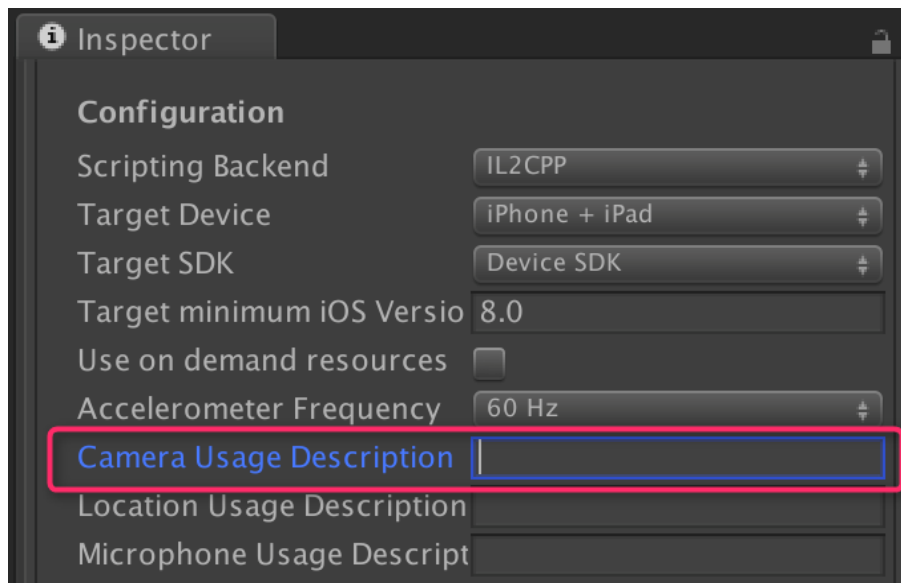 Inspector
Configuration
Scripting Backend IL2CPP
Target Device iPhone + iPad
Target SDK Device SDK
Target minimum iOS Versio 8.0
Use on demand resources
Accelerometer Frequency 60 Hz
Camera Usage Description
Location Usage Description
Microphone Usage Descript